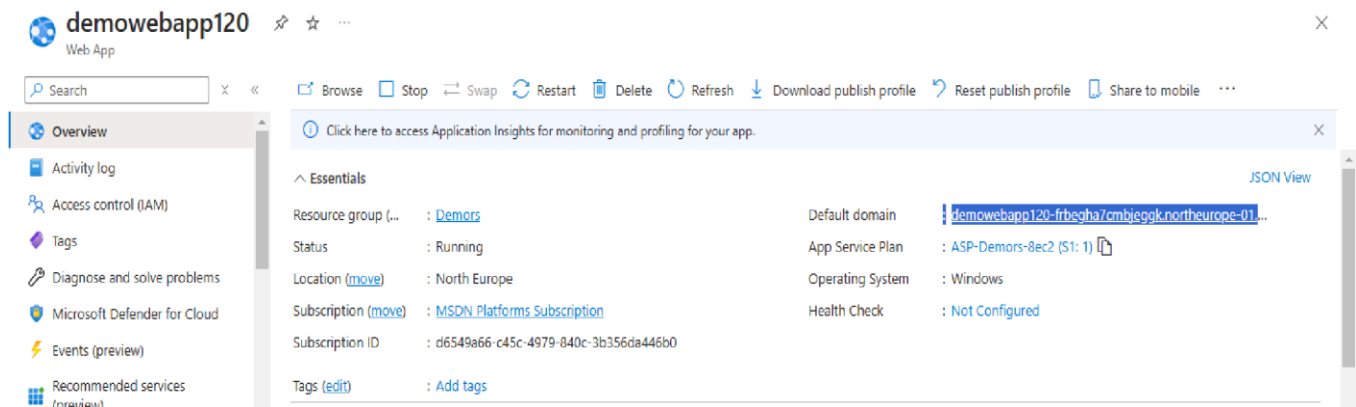 demowebapp120
Web App
Search
Browse Stop Swap Restart Delete Refresh Download publish profile Reset publish profile Share to mobile ...
Overview
Click here to access Application Insights for monitoring and profiling for your app.
Activity log
Essentials
JSON View
Access control (IAM)
Resource group (... : Demors
Default domain : demowebapp120-frbegha7cmbjeggk.northeurope-01....
Tags
Status : Running
App Service Plan : ASP-Demors-8ec2 (S1: 1)
Diagnose and solve problems
Location (move) : North Europe
Operating System : Windows
Microsoft Defender for Cloud
Subscription (move) : MSDN Platforms Subscription
Health Check : Not Configured
Events (preview)
Subscription ID : d6549a66-c45c-4979-840c-3b356da446b0
Recommended services
(preview)
Tags (edit) : Add tags